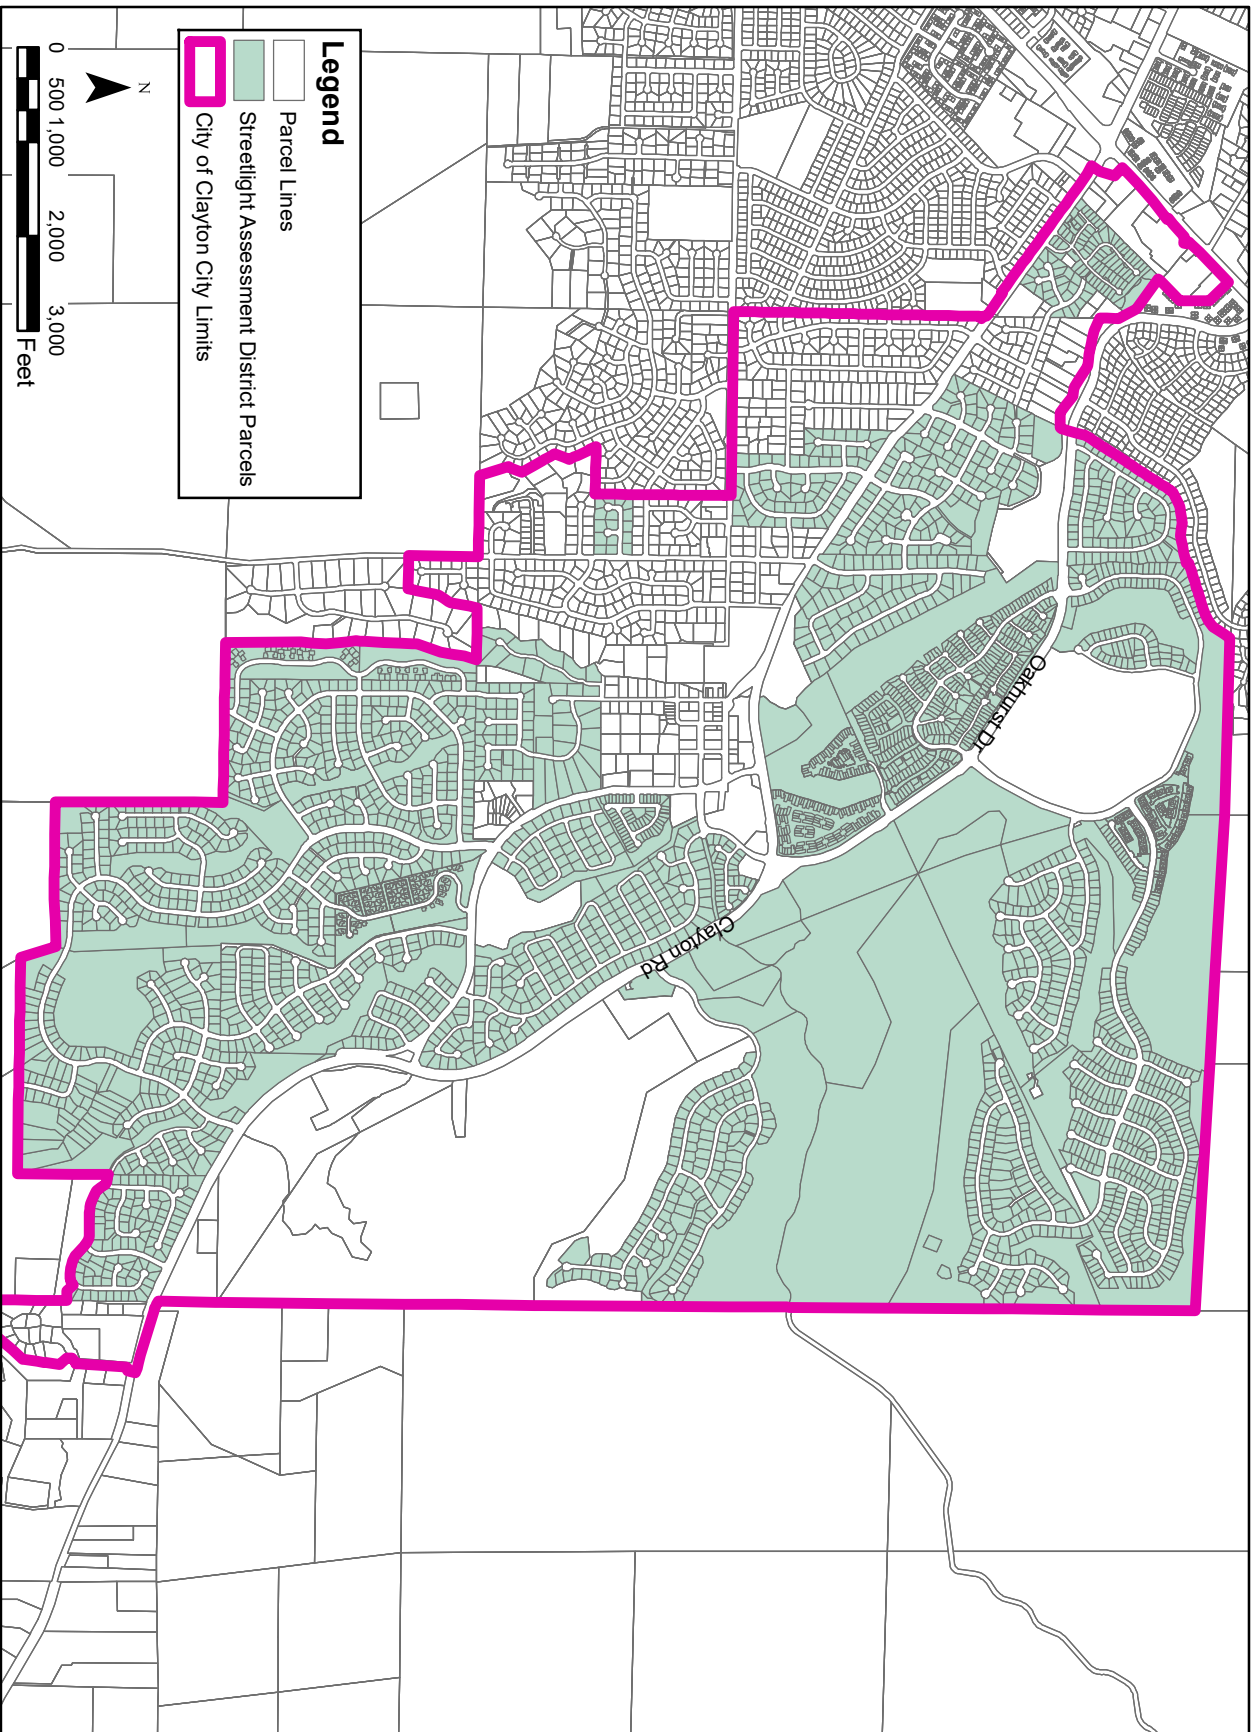 Legend
Parcel Lines
Streetlight Assessment District Parcels
City of Clayton City Limits
N
0 500 1,000 2,000 3,000
Feet
Oakhurst Dr
Clayton Rd